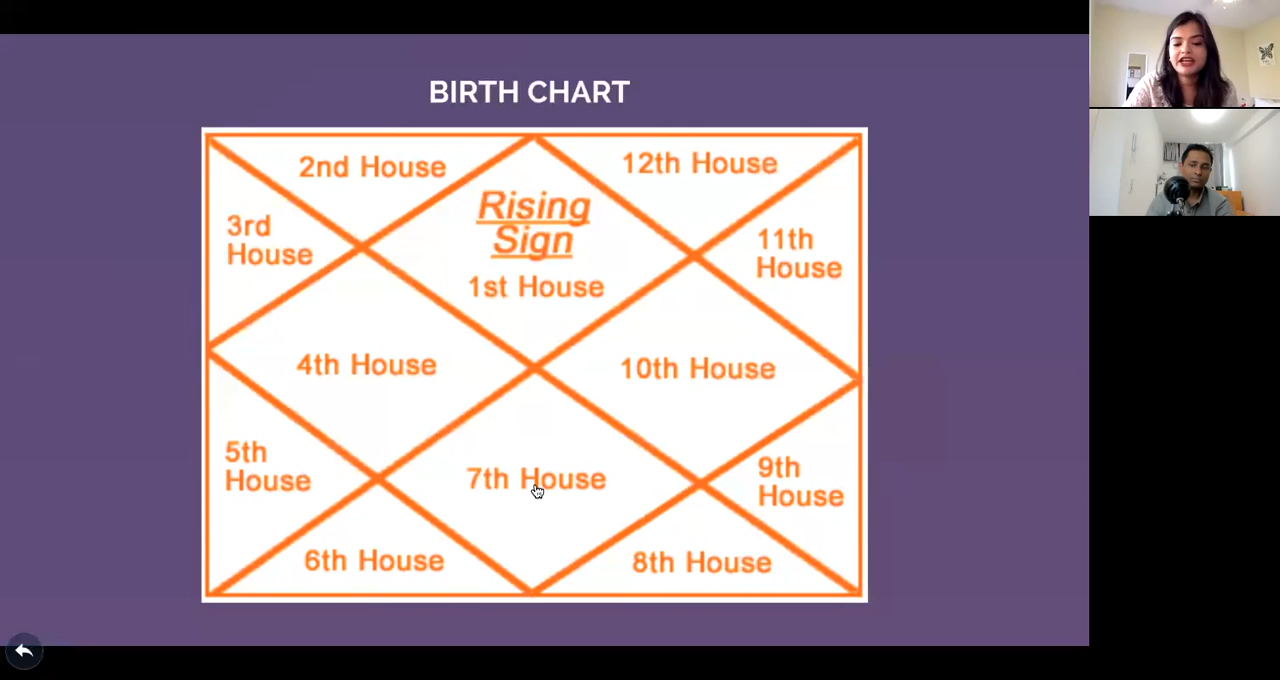 BIRTH CHART
2nd House
12th House
Rising
Sign
1st House
3rd
House
11th
House
4th House
10th House
5th
House
7th House
9th
House
6th House
8th House